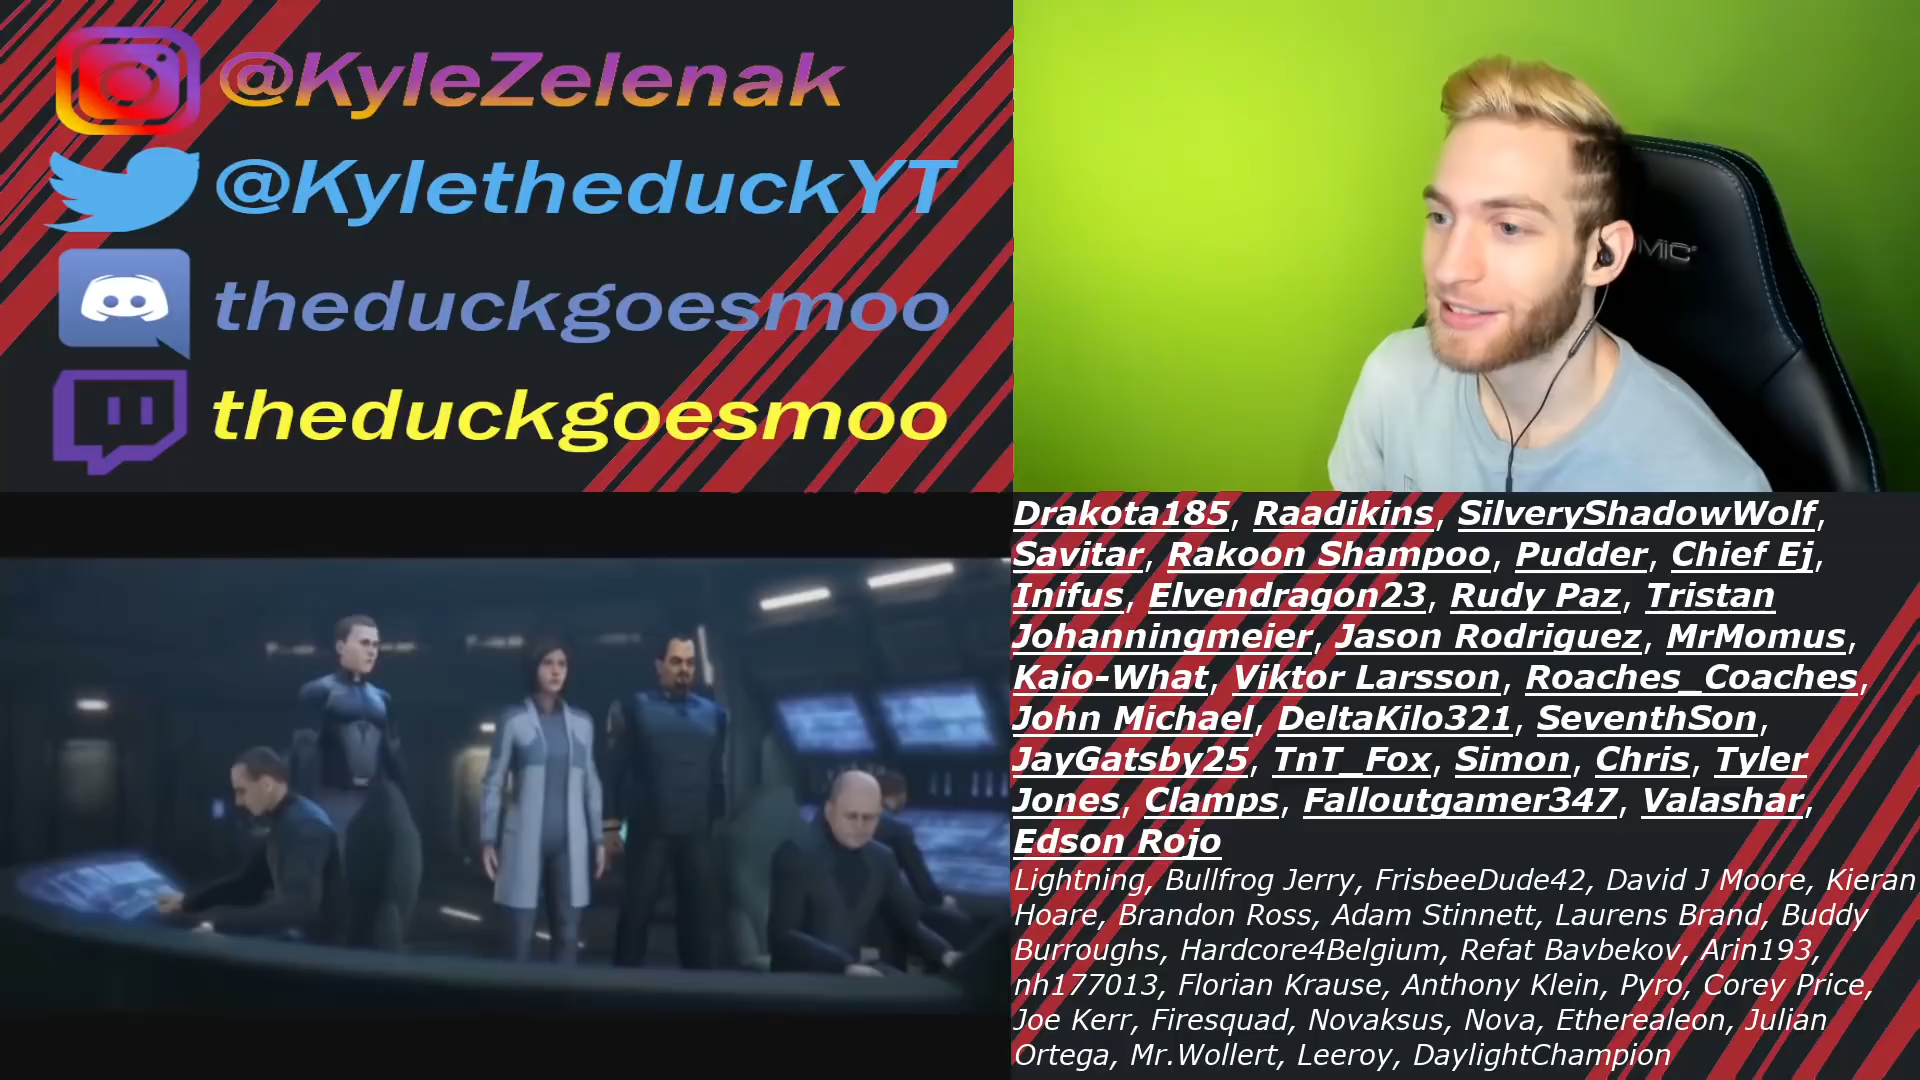 @KyleZelenak
@KyletheduckYT
theduckgoesmoo
theduckgoesmoo
MIC
Drakota185, Raadikins, SilveryShadowWolf,
Savitar, Rakoon Shampoo, Pudder, Chief Ej,
Inifus, Elvendragon23, Rudy Paz, Tristan
Johanningmeier, Jason Rodriguez, MrMomus,
Kaio-What, Viktor Larsson, Roaches_Coaches,
John Michael, DeltaKilo321, SeventhSon,
JayGatsby25, TnT_Fox, Simon, Chris, Tyler
Jones, Clamps, Falloutgamer347, Valashar,
Edson Rojo
Lightning, Bullfrog Jerry, FrisbeeDude42, David J Moore, Kieran
Hoare, Brandon Ross, Adam Stinnett, Laurens Brand, Buddy
Burroughs, Hardcore4Belgium, Refat Bavbekov, Arin193,
nh177013, Florian Krause, Anthony Klein, Pyro, Corey Price,
Joe Kerr, Firesquad, Novaksus, Nova, Etherealeon, Julian
Ortega, Mr.Wollert, Leeroy, DaylightChampion